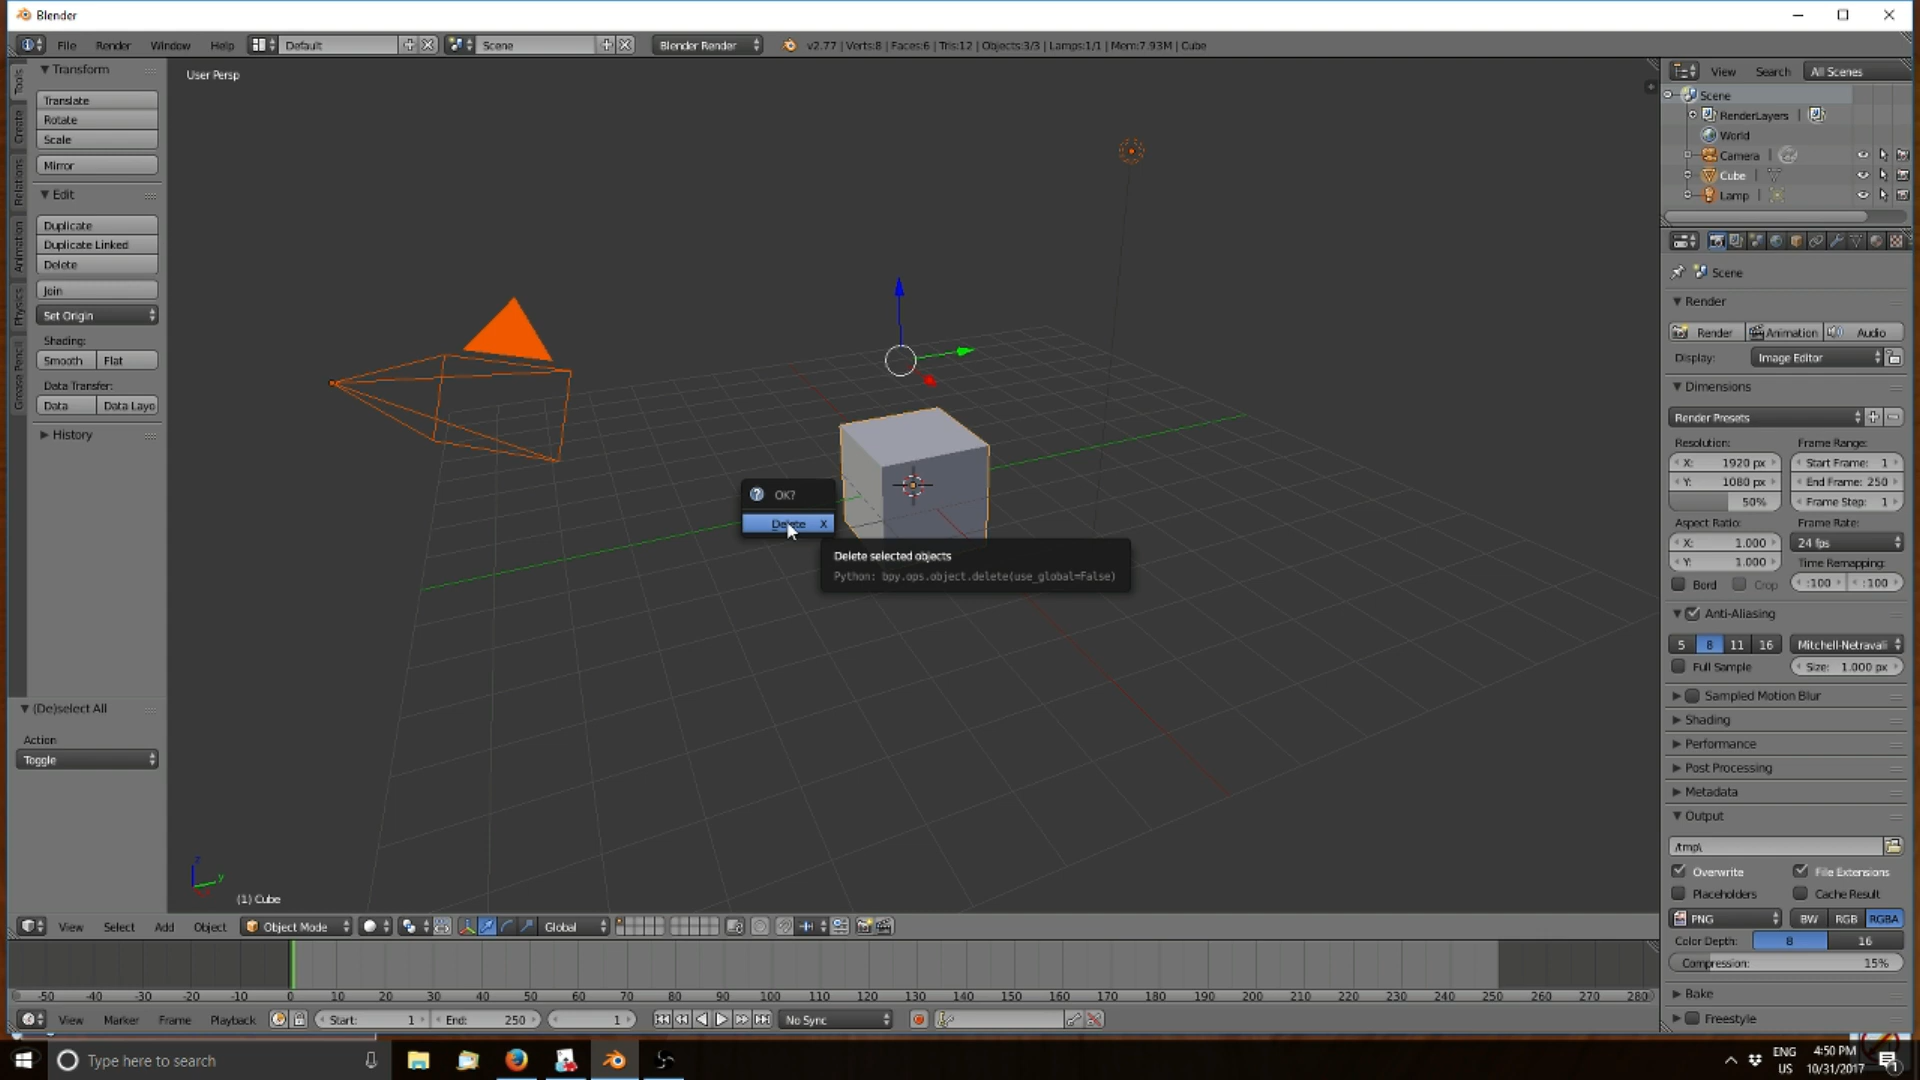 Blender
File Render Window Help Default Scene Blender Render v2.77 | Verts:8 | Faces:6 | Tris:12 | Objects:3/3 | Lamps:1/1 | Mem:7.93M | Cube
Tools
Create
Relations
Animation
Physics
Grease Pencil
Transform
Translate
Rotate
Scale
Mirror
Edit
Duplicate
Duplicate Linked
Delete
Join
Set Origin
Shading:
Smooth Flat
Data Transfer:
Data Data Layo
History
(De)select All
Action
Toggle
User Persp
OK?
Delete X
Delete selected objects
Python: bpy.ops.object.delete(use_global=False)
z
y
(1) Cube
View Search All Scenes
Scene
RenderLayers |
World
Camera |
Cube |
Lamp |
Scene
Render
Render Animation Audio
Display: Image Editor
Dimensions
Render Presets
Resolution: Frame Range:
X: 1920 px Start Frame: 1
Y: 1080 px End Frame: 250
50% Frame Step: 1
Aspect Ratio: Frame Rate:
X: 1.000 24 fps
Y: 1.000 Time Remapping:
Bord Crop :100 :100
Anti-Aliasing
5 8 11 16 Mitchell-Netravali
Full Sample Size: 1.000 px
Sampled Motion Blur
Shading
Performance
Post Processing
Metadata
Output
/tmp\
Overwrite File Extensions
Placeholders Cache Result
PNG BW RGB RGBA
Color Depth: 8 16
Compression: 15%
Bake
Freestyle
View Select Add Object Object Mode Global
-50 -40 -30 -20 -10 0 10 20 30 40 50 60 70 80 90 100 110 120 130 140 150 160 170 180 190 200 210 220 230 240 250 260 270 280
View Marker Frame Playback Start: 1 End: 250 1 No Sync
Type here to search
ENG 4:50 PM
US 10/31/2017
1